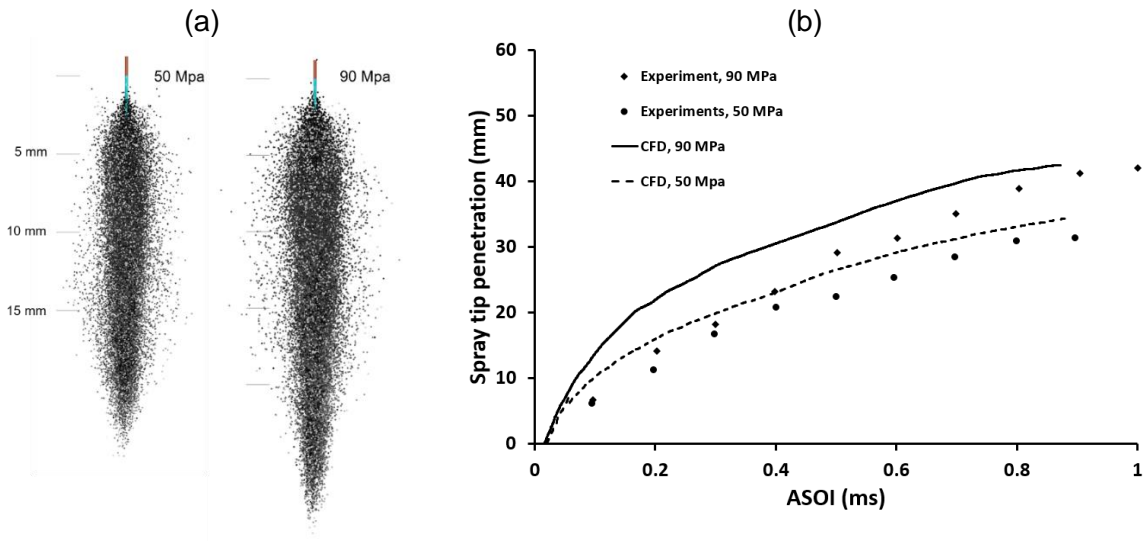 (a)
50 Mpa
90 MPa
5 mm
10 mm
15 mm
(b)
60
50
40
30
20
10
0
Spray tip penetration (mm)
Experiment, 90 MPa
Experiments, 50 MPa
CFD, 90 MPa
CFD, 50 Mpa
0 0.2 0.4 0.6 0.8 1
ASOI (ms)